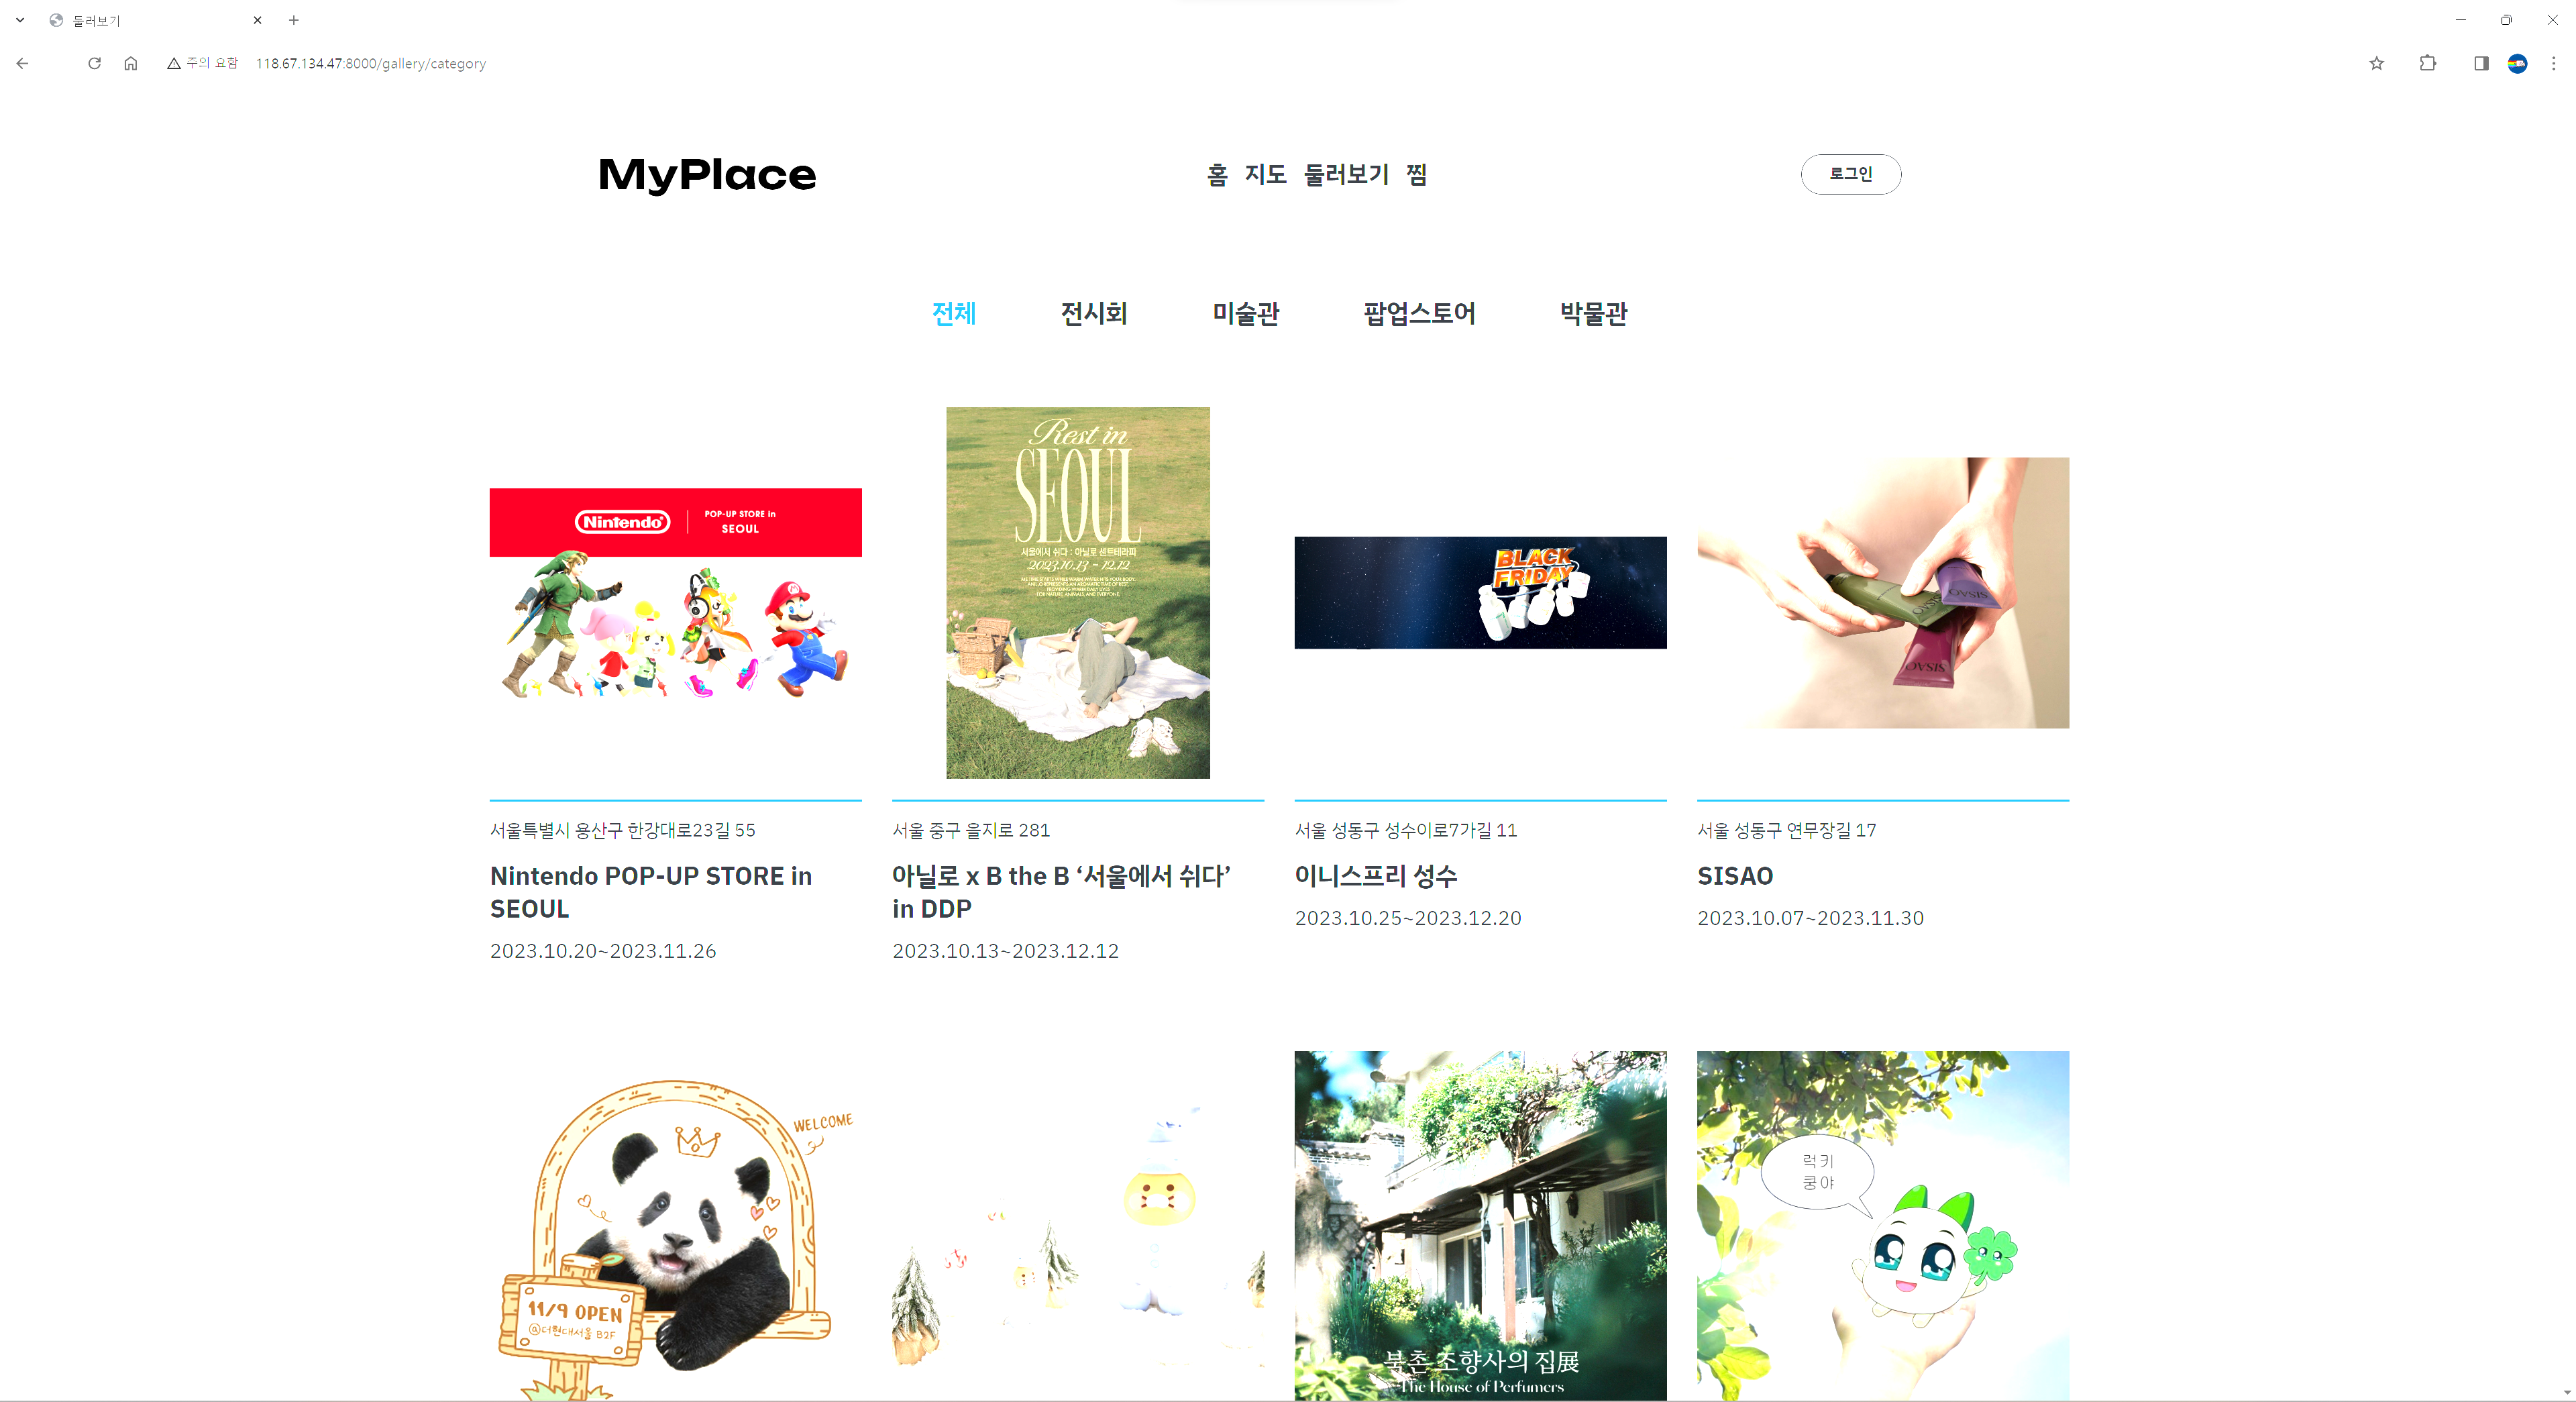 둘러보기
주의 요함 118.67.134.47:8000/gallery/category
MyPlace
홈 지도 둘러보기 찜
로그인
전체 전시회 미술관 팝업스토어 박물관
Nintendo
POP-UP STORE in
SEOUL
Rest in
SEOUL
서울에서 쉬다 : 아닐로 센트테라피
2023.10.13 ~ 12.12
FOR NATURE, ANIMALS, AND EVERYONE.
BLACK
FRIDAY
SISAO
SISAO
SISAO
서울특별시 용산구 한강대로23길 55
Nintendo POP-UP STORE in
SEOUL
2023.10.20~2023.11.26
서울 중구 을지로 281
아닐로 x B the B ‘서울에서 쉬다’
in DDP
2023.10.13~2023.12.12
서울 성동구 성수이로7가길 11
이니스프리 성수
2023.10.25~2023.12.20
서울 성동구 연무장길 17
SISAO
2023.10.07~2023.11.30
WELCOME
11/9 OPEN
@더현대서울 B2F
북촌 조향사의 집展
The House of Perfumers
럭키
쿵야